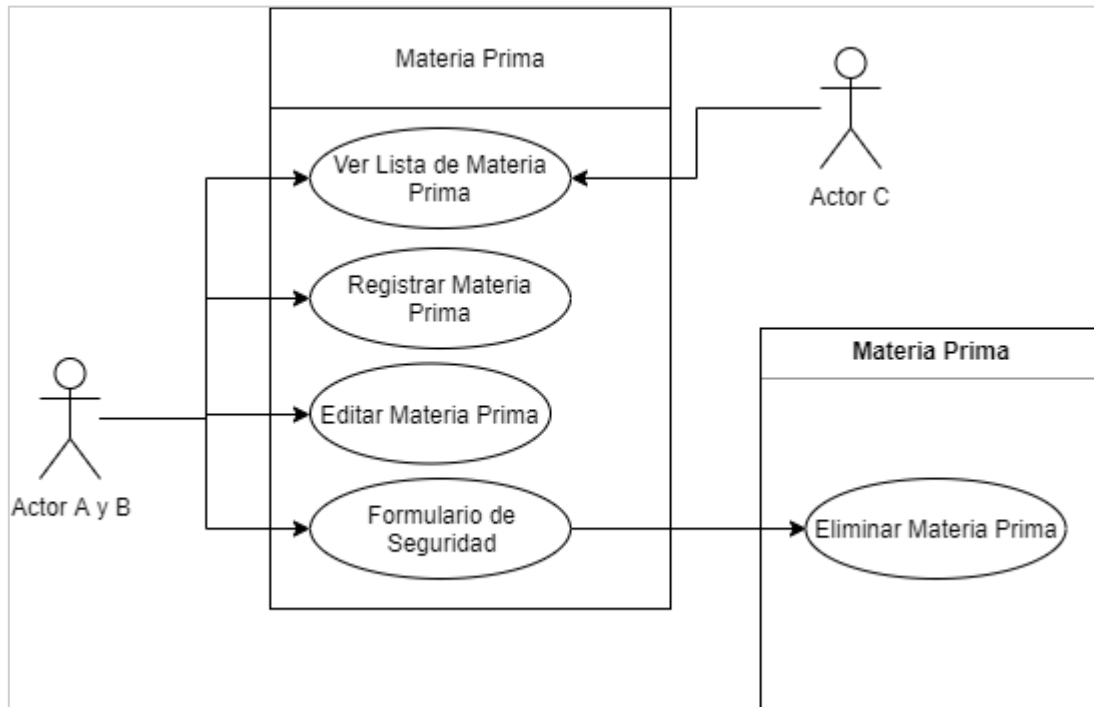 Materia Prima
Ver Lista de Materia
Prima
Actor C
Registrar Materia
Prima
Materia Prima
Editar Materia Prima
Actor A y B
Formulario de
Seguridad
Eliminar Materia Prima